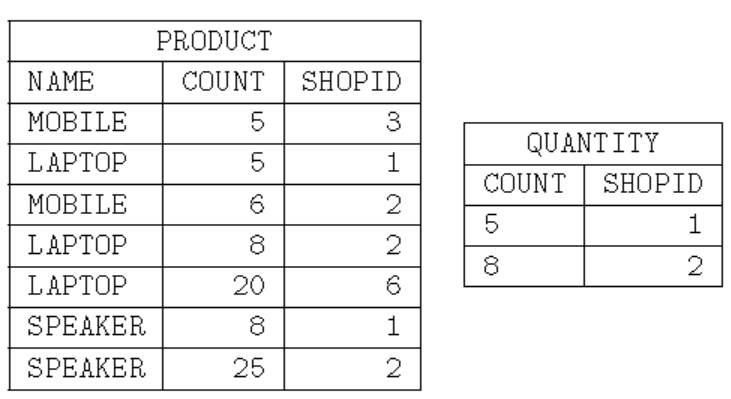 PRODUCT
NAME COUNT SHOPID
MOBILE 5 3
LAPTOP 5 1
MOBILE 6 2
LAPTOP 8 2
LAPTOP 20 6
SPEAKER 8 1
SPEAKER 25 2
QUANTITY
COUNT SHOPID
5 1
8 2